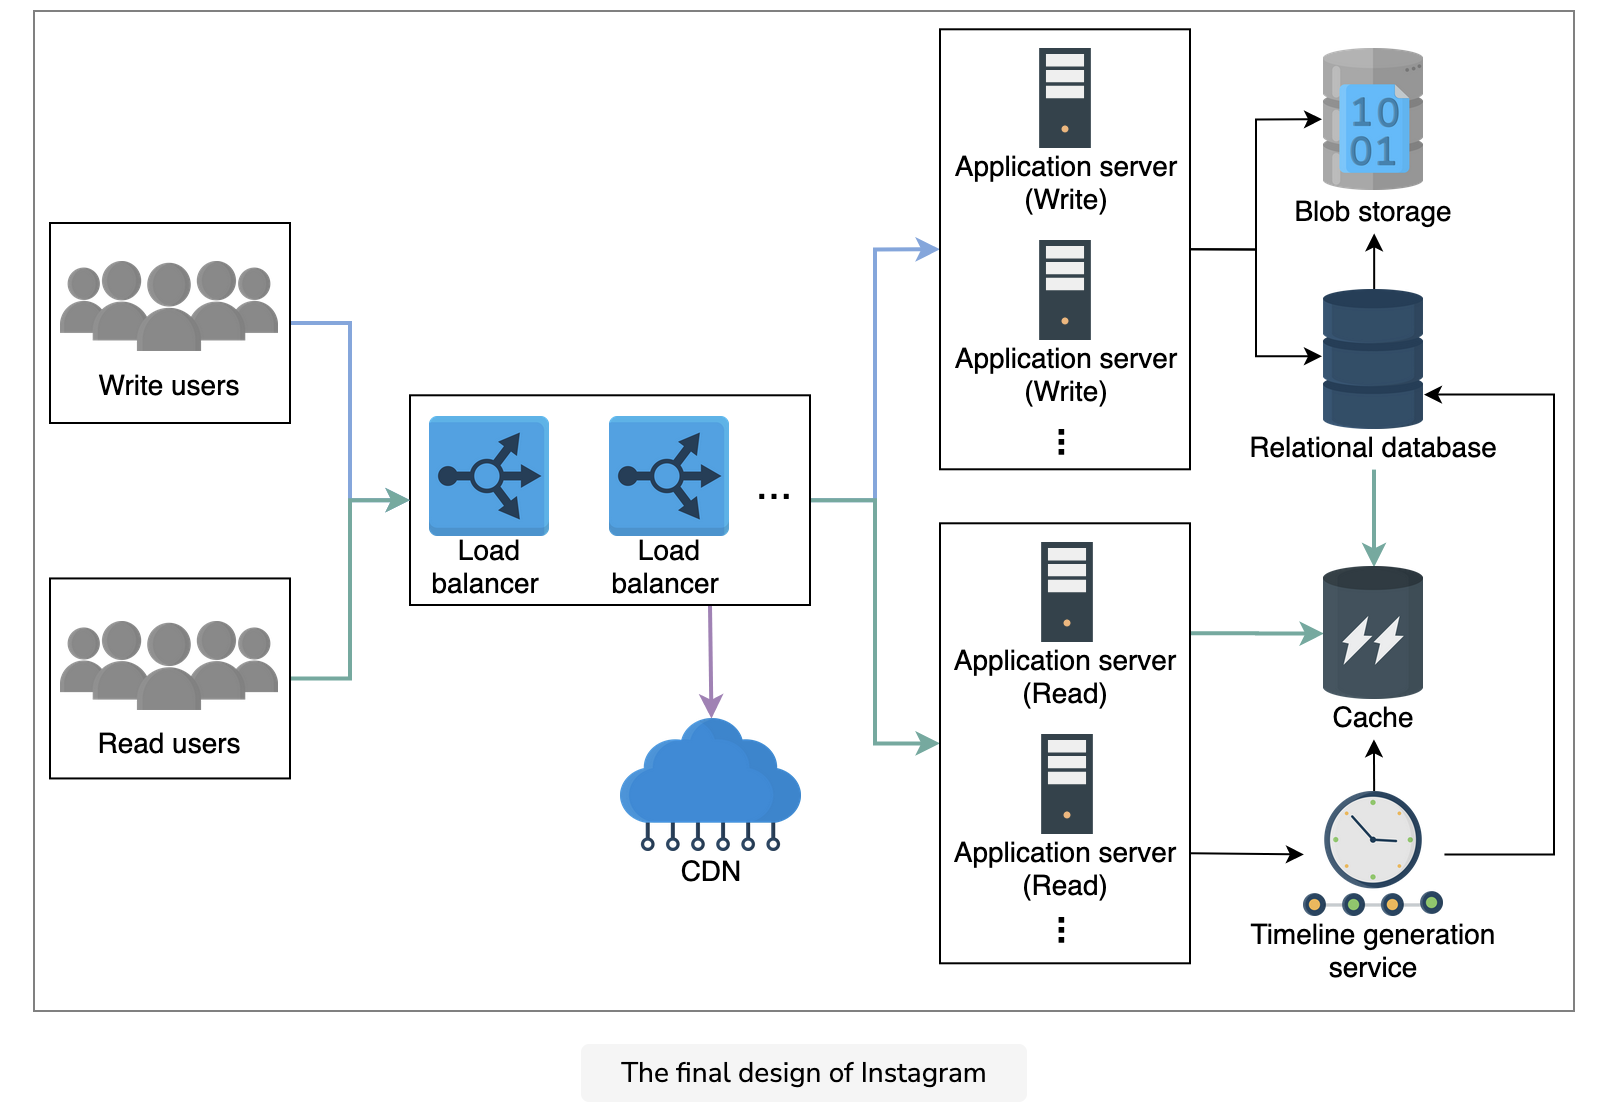 Write users
Read users
Load
balancer
Load
balancer
...
CDN
Application server
(Write)
Application server
(Write)
Application server
(Read)
Application server
(Read)
10
01
Blob storage
Relational database
Cache
Timeline generation
service
The final design of Instagram